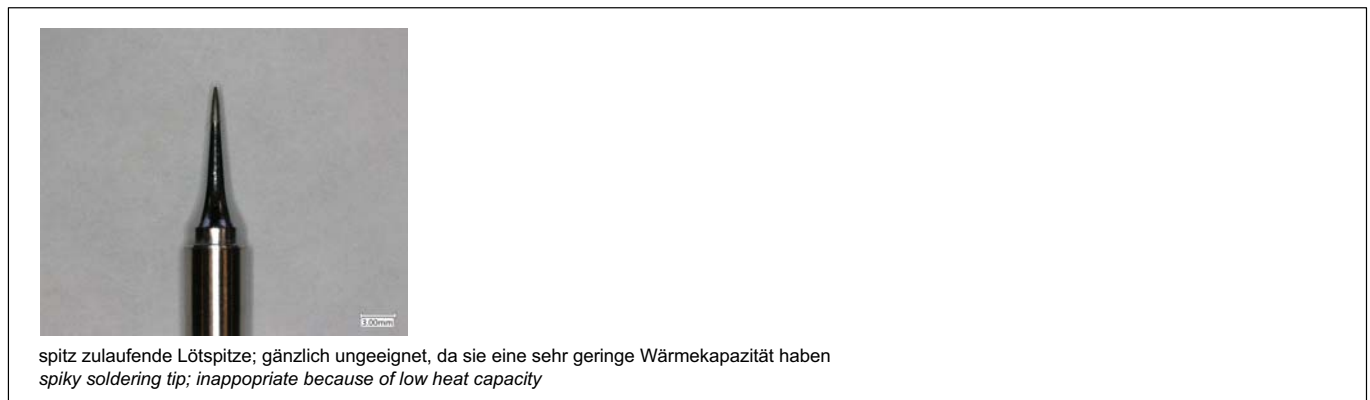 3.00mm
spitz zulaufende Lötspitze; gänzlich ungeeignet, da sie eine sehr geringe Wärmekapazität haben
spiky soldering tip; inappopriate because of low heat capacity